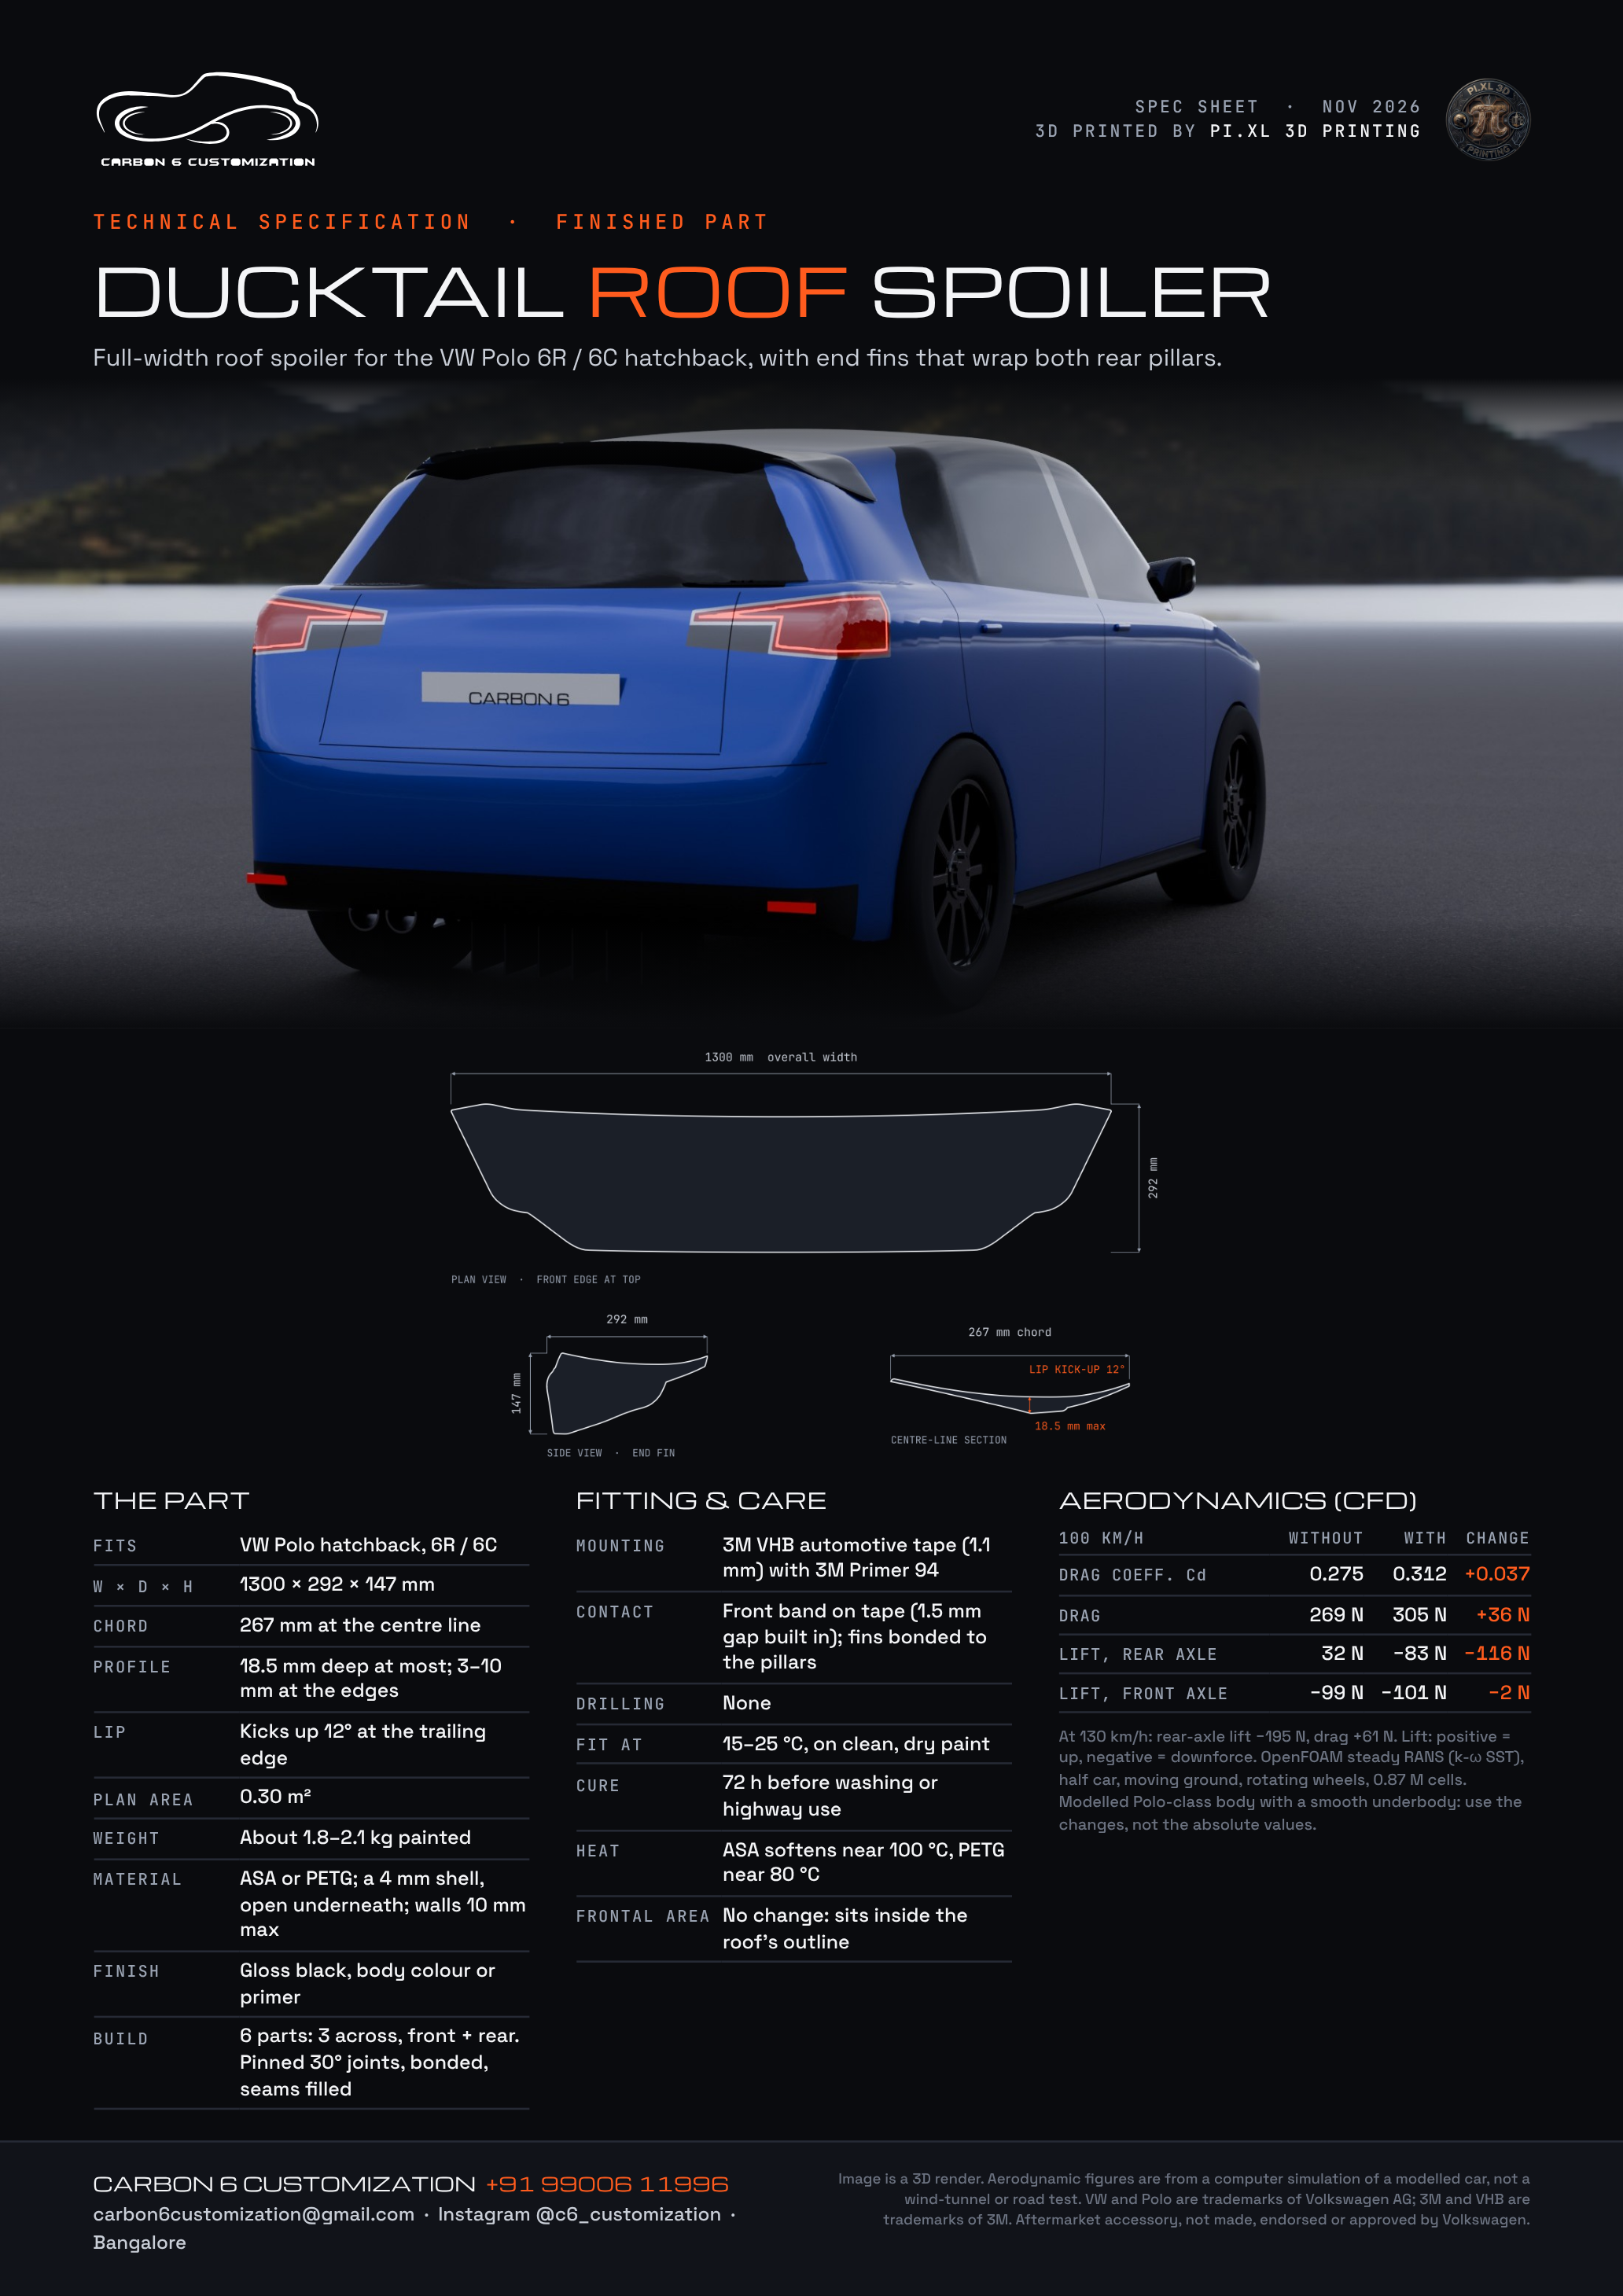 CARBON 6 CUSTOMIZATION
SPEC SHEET · NOV 2026
3D PRINTED BY PI.XL 3D PRINTING
PI.XL 3D
PRINTING
TECHNICAL SPECIFICATION · FINISHED PART
DUCKTAIL ROOF SPOILER
Full-width roof spoiler for the VW Polo 6R / 6C hatchback, with end fins that wrap both rear pillars.
CARBON 6
1300 mm overall width
292 mm
PLAN VIEW · FRONT EDGE AT TOP
292 mm
147 mm
SIDE VIEW · END FIN
267 mm chord
LIP KICK-UP 12°
18.5 mm max
CENTRE-LINE SECTION
THE PART
FITS VW Polo hatchback, 6R / 6C
W × D × H 1300 × 292 × 147 mm
CHORD 267 mm at the centre line
PROFILE 18.5 mm deep at most; 3–10
mm at the edges
LIP Kicks up 12° at the trailing
edge
PLAN AREA 0.30 m²
WEIGHT About 1.8–2.1 kg painted
MATERIAL ASA or PETG; a 4 mm shell,
open underneath; walls 10 mm
max
FINISH Gloss black, body colour or
primer
BUILD 6 parts: 3 across, front + rear.
Pinned 30° joints, bonded,
seams filled
FITTING & CARE
MOUNTING 3M VHB automotive tape (1.1
mm) with 3M Primer 94
CONTACT Front band on tape (1.5 mm
gap built in); fins bonded to
the pillars
DRILLING None
FIT AT 15–25 °C, on clean, dry paint
CURE 72 h before washing or
highway use
HEAT ASA softens near 100 °C, PETG
near 80 °C
FRONTAL AREA No change: sits inside the
roof's outline
AERODYNAMICS (CFD)
100 KM/H WITHOUT WITH CHANGE
DRAG COEFF. Cd 0.275 0.312 +0.037
DRAG 269 N 305 N +36 N
LIFT, REAR AXLE 32 N −83 N −116 N
LIFT, FRONT AXLE −99 N −101 N −2 N
At 130 km/h: rear-axle lift −195 N, drag +61 N. Lift: positive =
up, negative = downforce. OpenFOAM steady RANS (k-ω SST),
half car, moving ground, rotating wheels, 0.87 M cells.
Modelled Polo-class body with a smooth underbody: use the
changes, not the absolute values.
CARBON 6 CUSTOMIZATION +91 99006 11996
carbon6customization@gmail.com · Instagram @c6_customization ·
Bangalore
Image is a 3D render. Aerodynamic figures are from a computer simulation of a modelled car, not a
wind-tunnel or road test. VW and Polo are trademarks of Volkswagen AG; 3M and VHB are
trademarks of 3M. Aftermarket accessory, not made, endorsed or approved by Volkswagen.